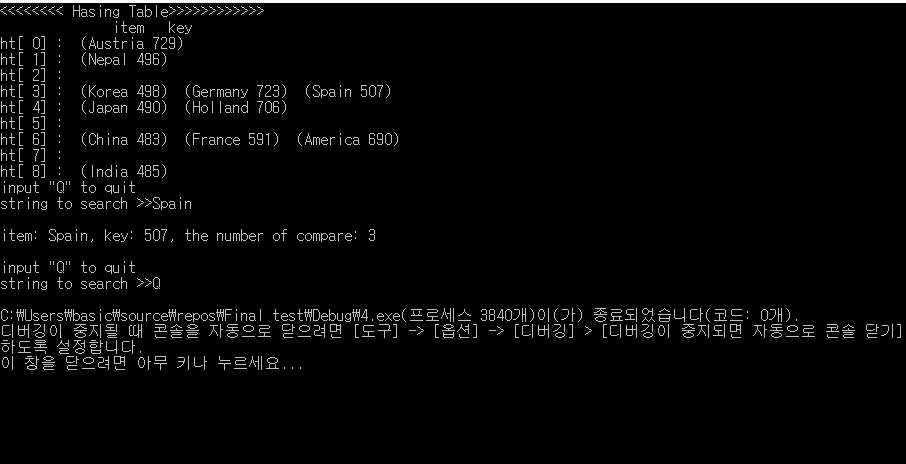 <<<<<<<< Hasing Table>>>>>>>>>>>>
item key
ht[ 0] : (Austria 729)
ht[ 1] : (Nepal 496)
ht[ 2] :
ht[ 3] : (Korea 498) (Germany 723) (Spain 507)
ht[ 4] : (Japan 490) (Holland 706)
ht[ 5] :
ht[ 6] : (China 483) (France 591) (America 690)
ht[ 7] :
ht[ 8] : (India 485)
input "Q" to quit
string to search >>Spain
item: Spain, key: 507, the number of compare: 3
input "Q" to quit
string to search >>Q
C:₩Users₩basic₩source₩repos₩Final test₩Debug₩4.exe(프로세스 3840개)이(가) 종료되었습니다(코드: 0개).
디버깅이 중지될 때 콘솔을 자동으로 닫으려면 [도구] -> [옵션] -> [디버깅] > [디버깅이 중지되면 자동으로 콘솔 닫기]
하도록 설정합니다.
이 창을 닫으려면 아무 키나 누르세요...